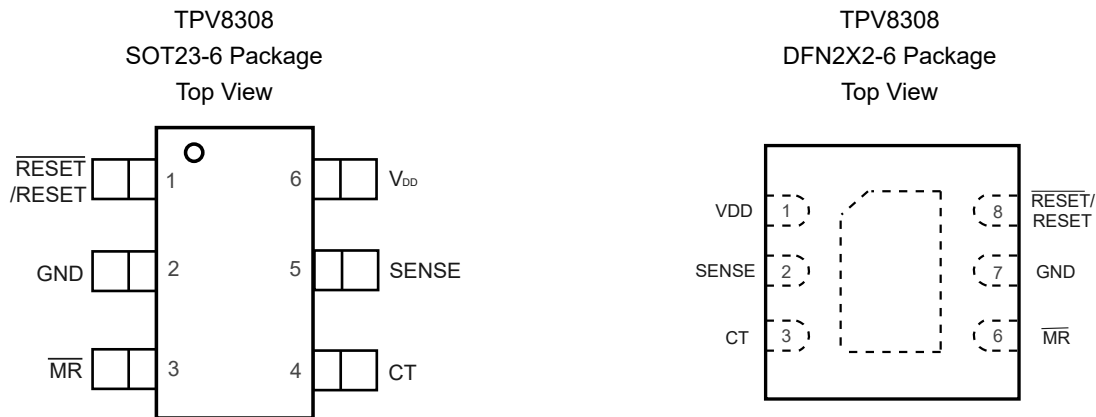 TPV8308
SOT23-6 Package
Top View
RESET
/RESET
1
6
VDD
GND
2
5
SENSE
MR
3
4
CT
TPV8308
DFN2X2-6 Package
Top View
VDD
1
8
RESET/
RESET
SENSE
2
7
GND
CT
3
6
MR